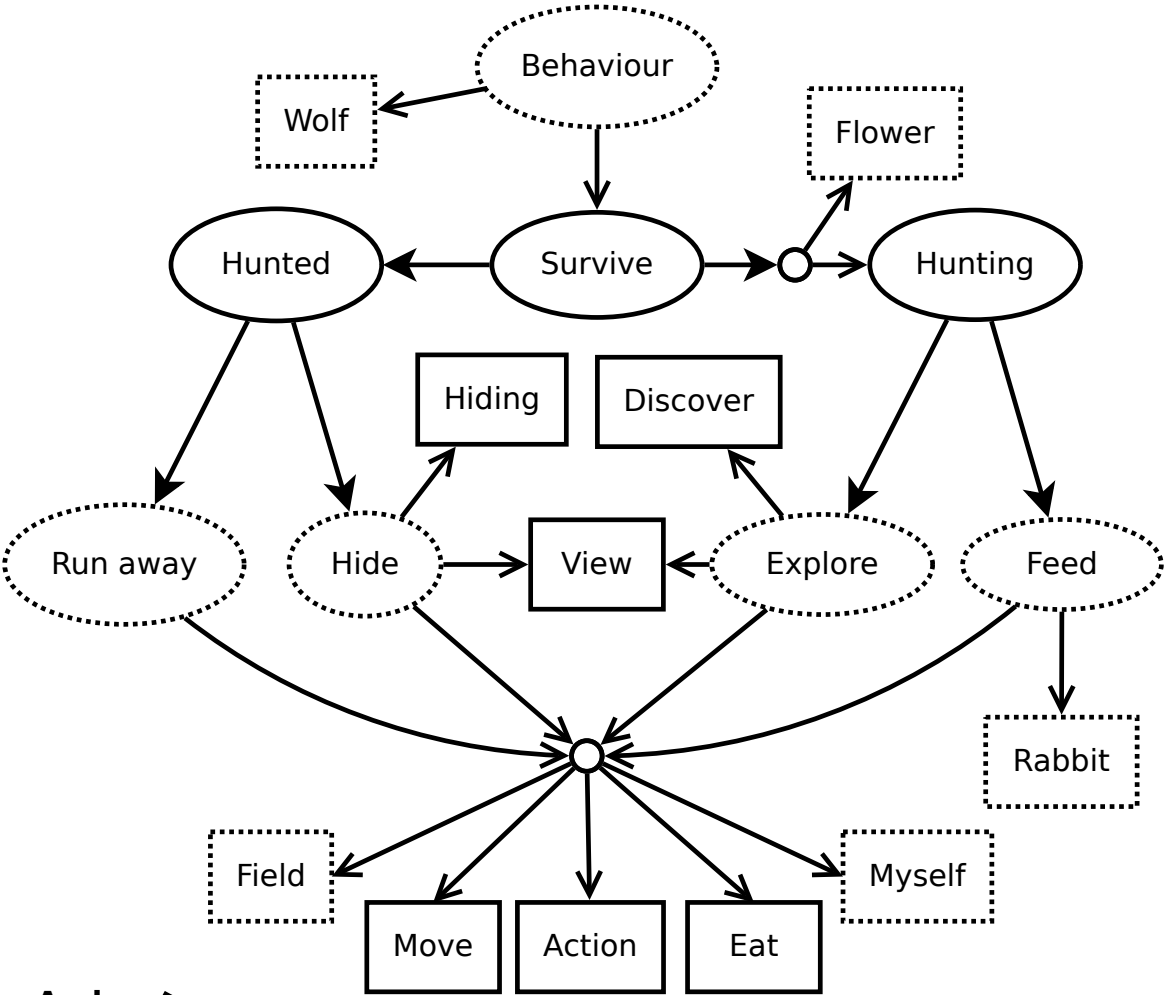 Behaviour
Wolf
Flower
Hunted
Survive
Hunting
Hiding
Discover
Run away
Hide
View
Explore
Feed
Rabbit
Field
Myself
Move
Action
Eat